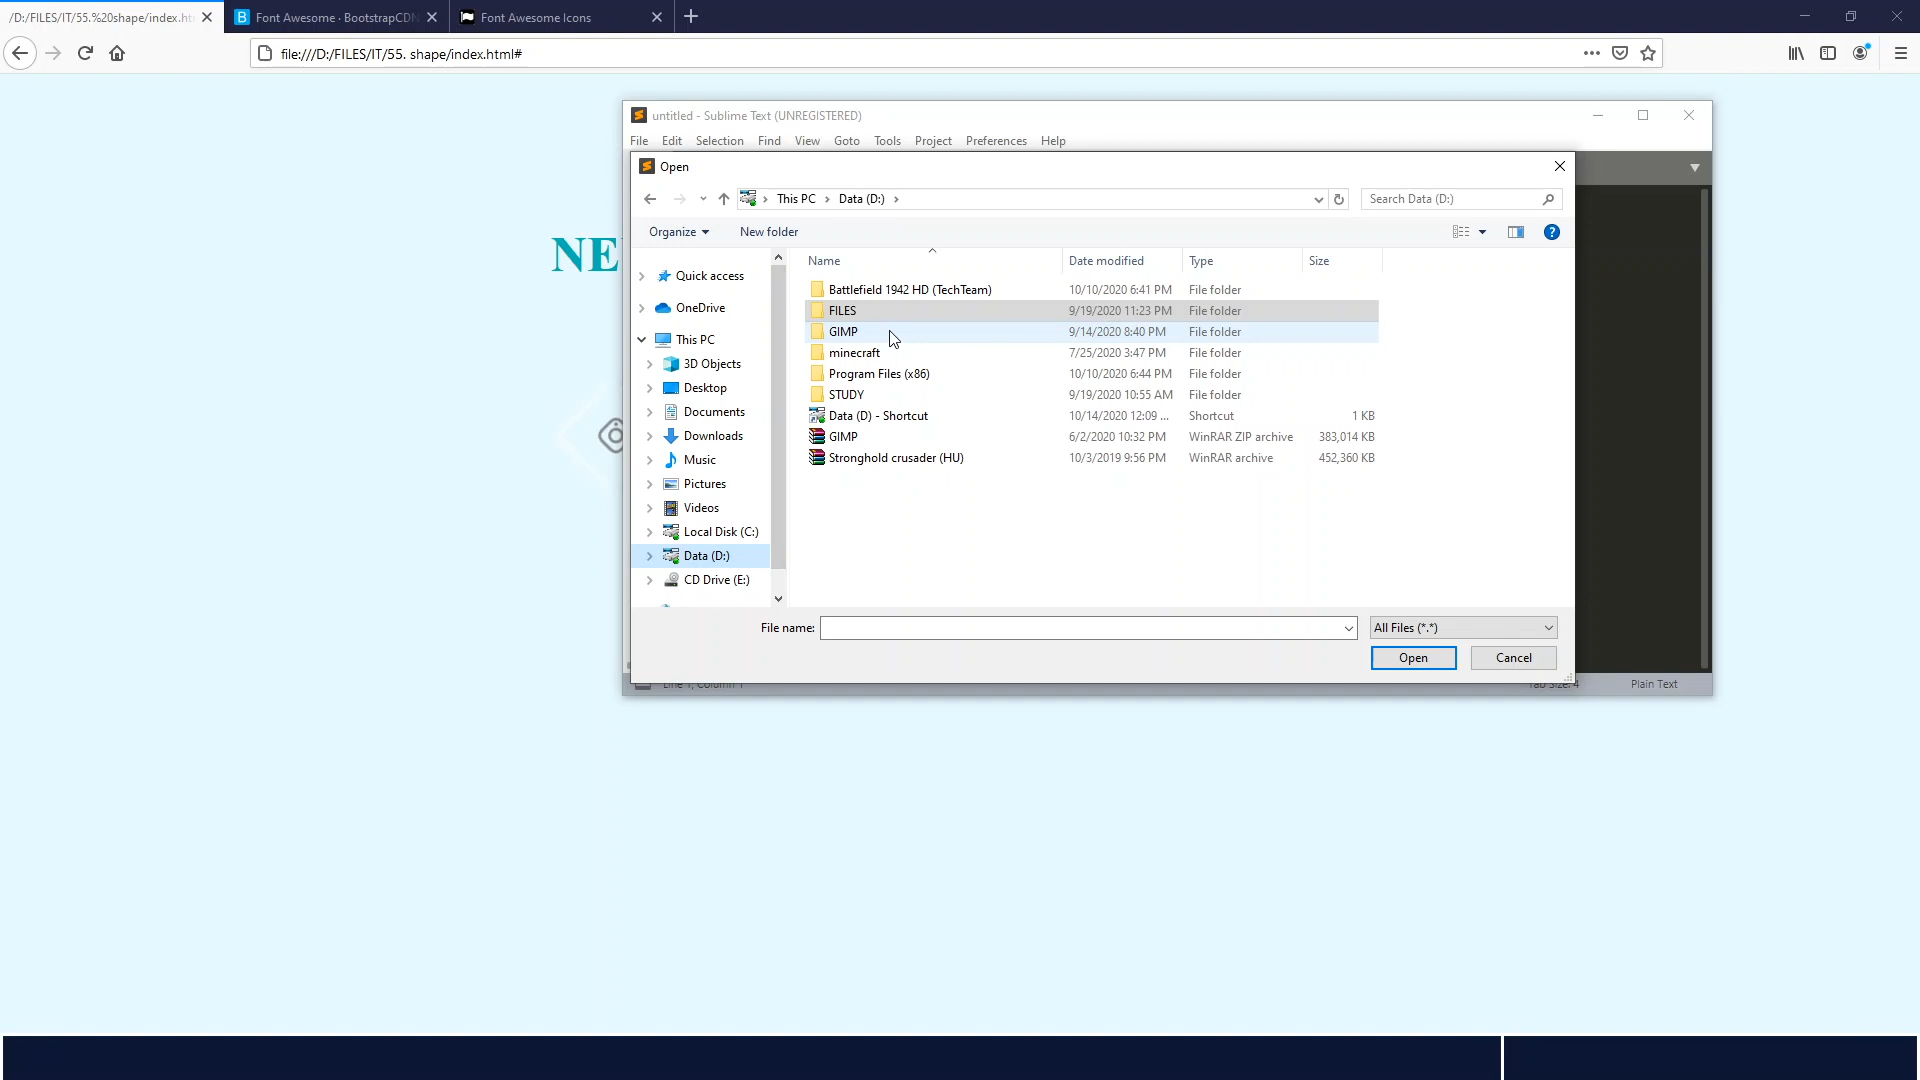 /D:/FILES/IT/55.%20shape/index.ht
Font Awesome · BootstrapCDN
Font Awesome Icons
file:///D:/FILES/IT/55. shape/index.html#
untitled - Sublime Text (UNREGISTERED)
File Edit Selection Find View Goto Tools Project Preferences Help
Open
This PC Data (D:)
Search Data (D:)
Organize New folder
Name Date modified Type Size
Quick access
OneDrive
This PC
3D Objects
Desktop
Documents
Downloads
Music
Pictures
Videos
Local Disk (C:)
Data (D:)
CD Drive (E:)
Battlefield 1942 HD (TechTeam) 10/10/2020 6:41 PM File folder
FILES 9/19/2020 11:23 PM File folder
GIMP 9/14/2020 8:40 PM File folder
minecraft 7/25/2020 3:47 PM File folder
Program Files (x86) 10/10/2020 6:44 PM File folder
STUDY 9/19/2020 10:55 AM File folder
Data (D) - Shortcut 10/14/2020 12:09 ... Shortcut 1 KB
GIMP 6/2/2020 10:32 PM WinRAR ZIP archive 383,014 KB
Stronghold crusader (HU) 10/3/2019 9:56 PM WinRAR archive 452,360 KB
NE
File name:
All Files (*.*)
Open Cancel
Line 1, Column 1
Tab Size: 4 Plain Text